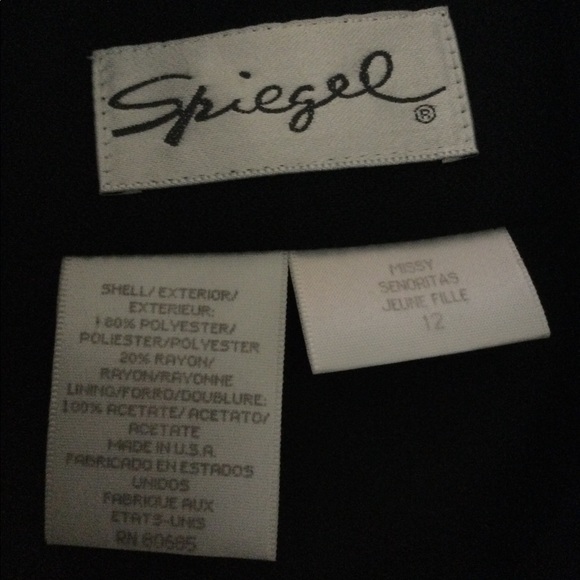 Spiegel
®
SHELL/ EXTERIOR/
EXTERIEUR:
80% POLYESTER/
POLIESTER/POLYESTER
20% RAYON/
RAYON/RAYONNE
LINING/FORRO/DOUBLURE:
100% ACETATE/ ACETATO/
ACETATE
MADE IN U.S.A.
FABRICADO EN ESTADOS
UNIDOS
FABRIQUE AUX
ETATS-UNIS
RN 60685
MISSY
SENORITAS
JEUNE FILLE
12